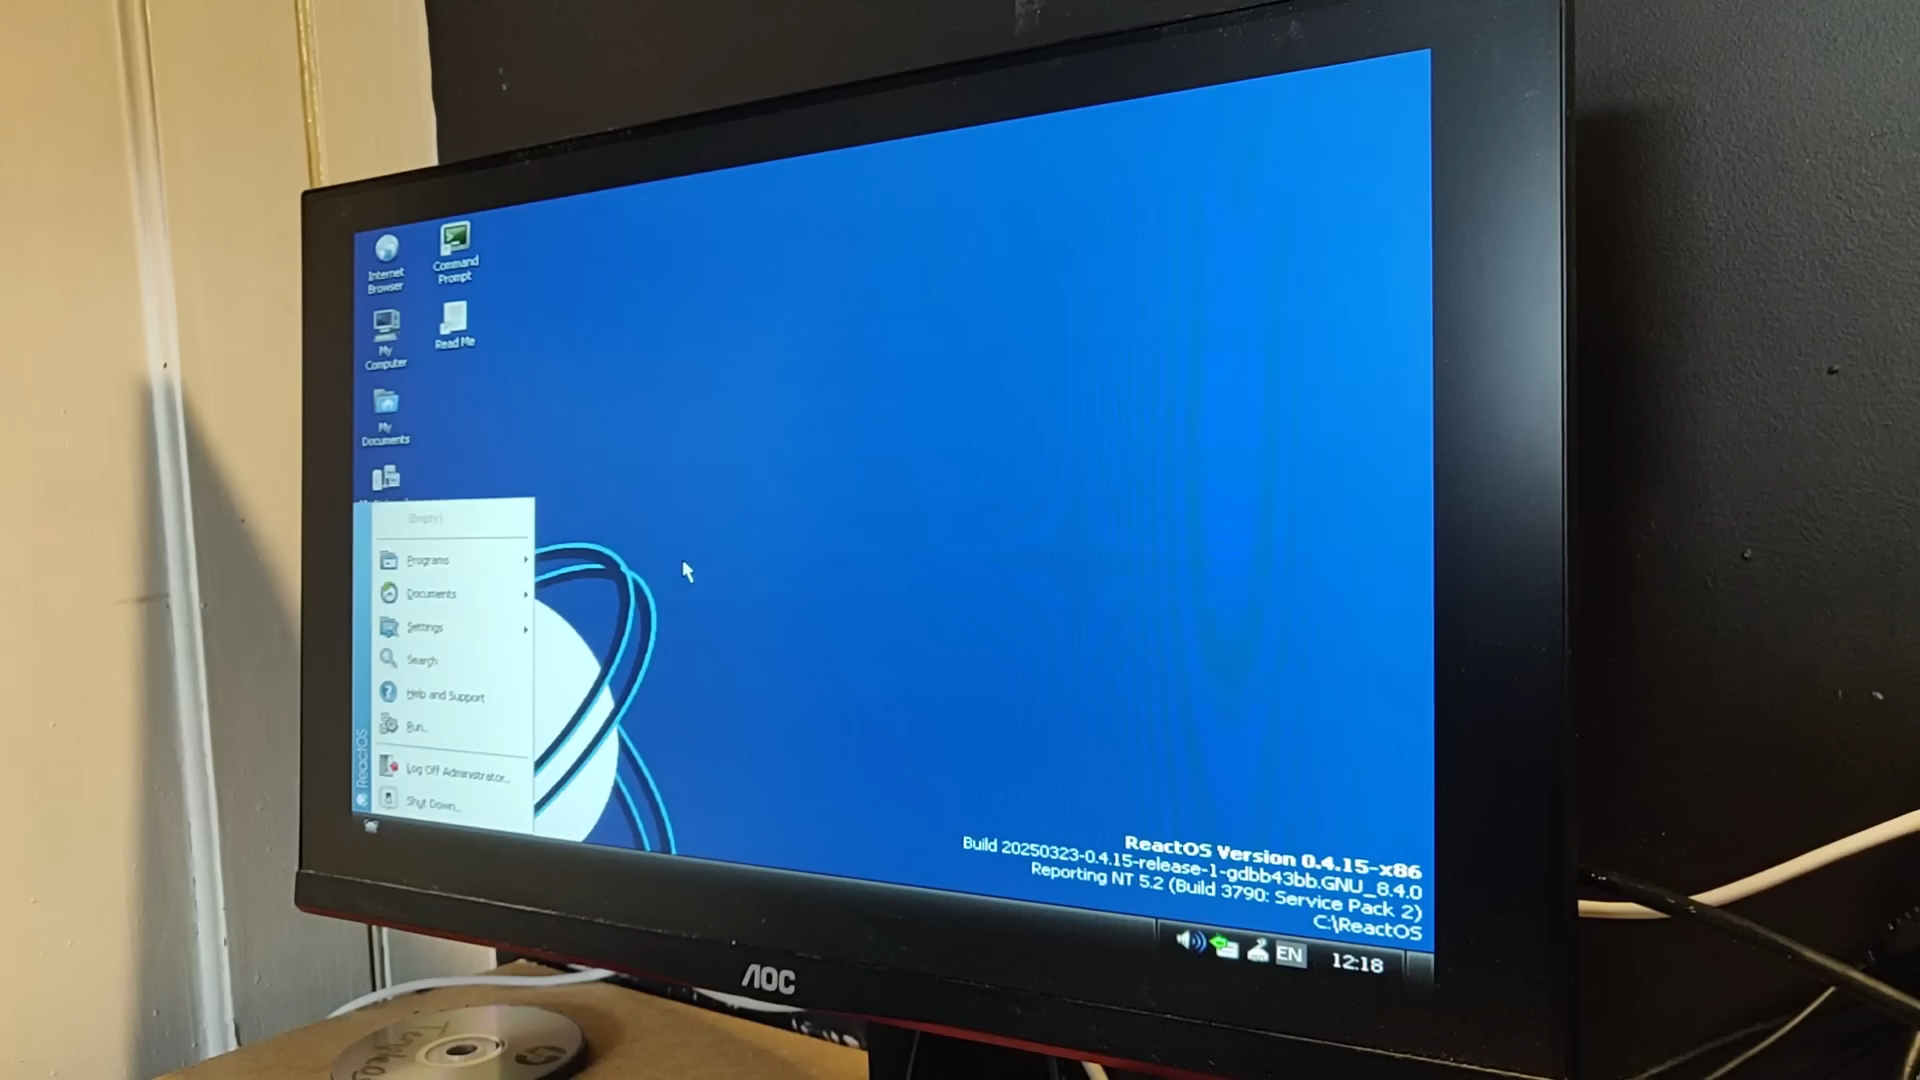 Internet
Browser
Command
Prompt
My
Computer
Read Me
My
Documents
(Empty)
Programs
Documents
Settings
Search
Help and Support
Run...
Log Off Administrator...
Shut Down...
ReactOS
ReactOS Version 0.4.15-x86
Build 20250323-0.4.15-release-1-gdbb43bb.GNU_8.4.0
Reporting NT 5.2 (Build 3790: Service Pack 2)
C:\ReactOS
EN
12:18
AOC
hp